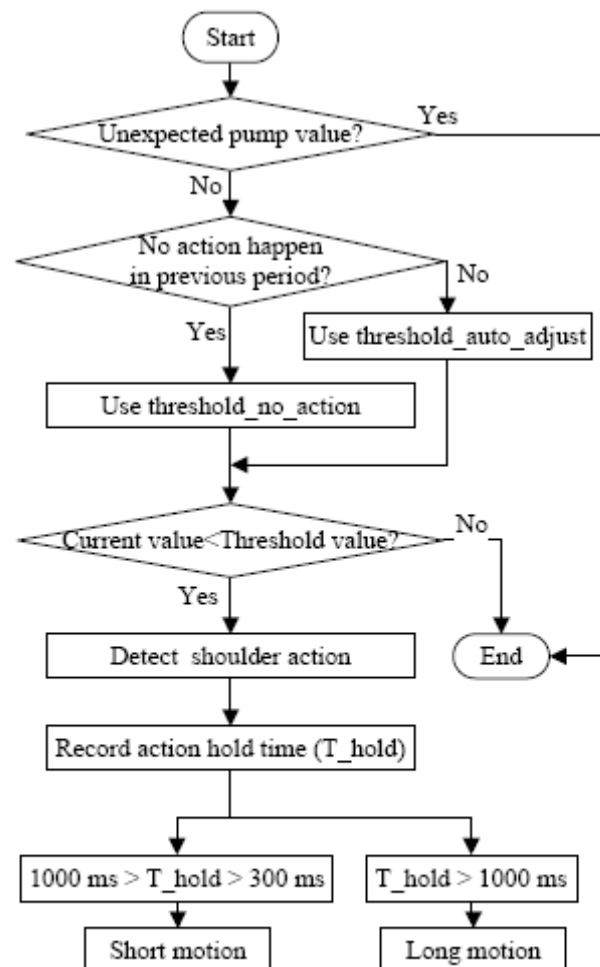 Start
Unexpected pump value?
Yes
No
No action happen
in previous period?
No
Yes
Use threshold_auto_adjust
Use threshold_no_action
Current value<Threshold value?
No
Yes
Detect shoulder action
End
Record action hold time (T_hold)
1000 ms > T_hold > 300 ms
T_hold > 1000 ms
Short motion
Long motion